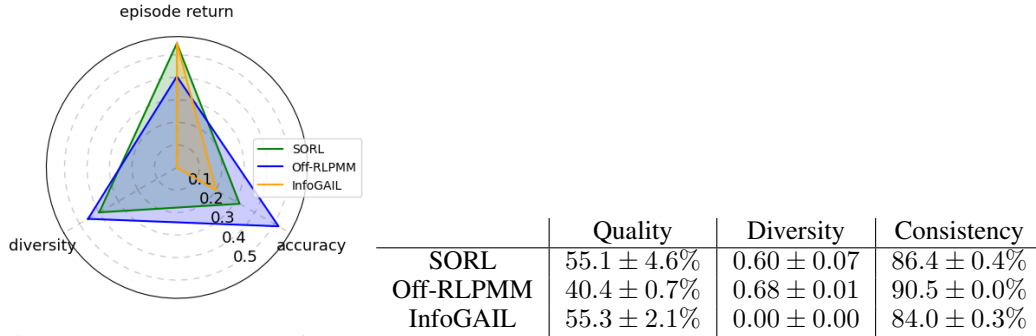 episode return
SORL
Off-RLPMM
InfoGAIL
0.1
0.2
0.3
0.4
0.5
diversity
accuracy
Quality Diversity Consistency
SORL 55.1 ± 4.6% 0.60 ± 0.07 86.4 ± 0.4%
Off-RLPMM 40.4 ± 0.7% 0.68 ± 0.01 90.5 ± 0.0%
InfoGAIL 55.3 ± 2.1% 0.00 ± 0.00 84.0 ± 0.3%